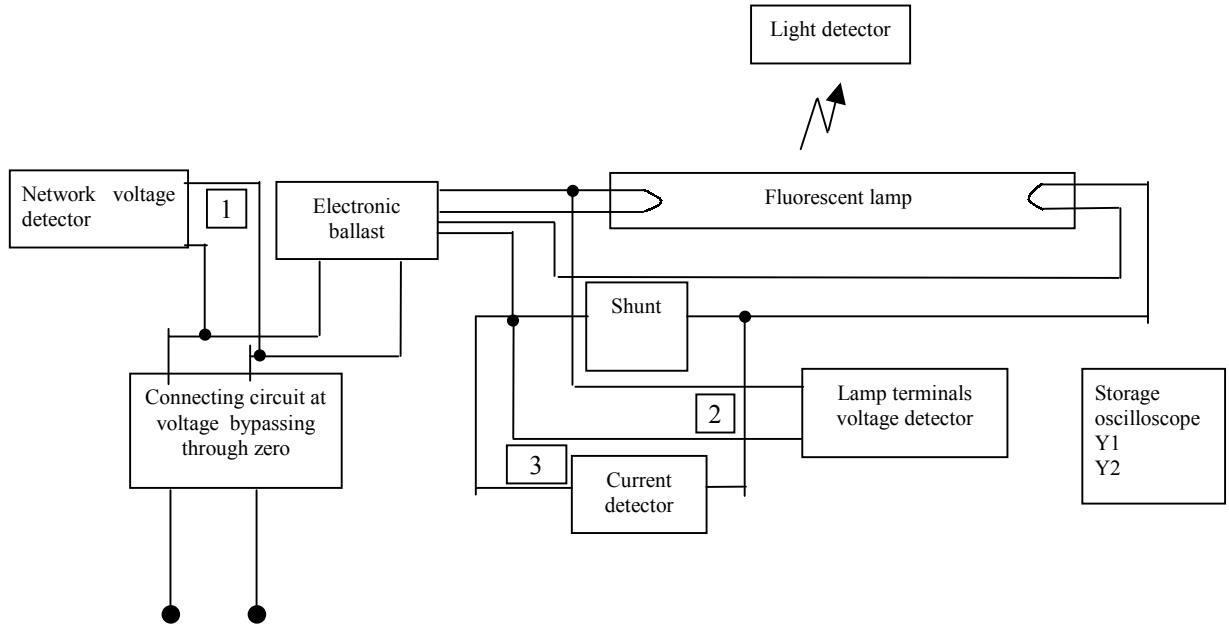 Light detector
Network voltage
detector
1
Electronic
ballast
Fluorescent lamp
Shunt
Connecting circuit at
voltage bypassing
through zero
2
Lamp terminals
voltage detector
Storage
oscilloscope
Y1
Y2
3
Current
detector